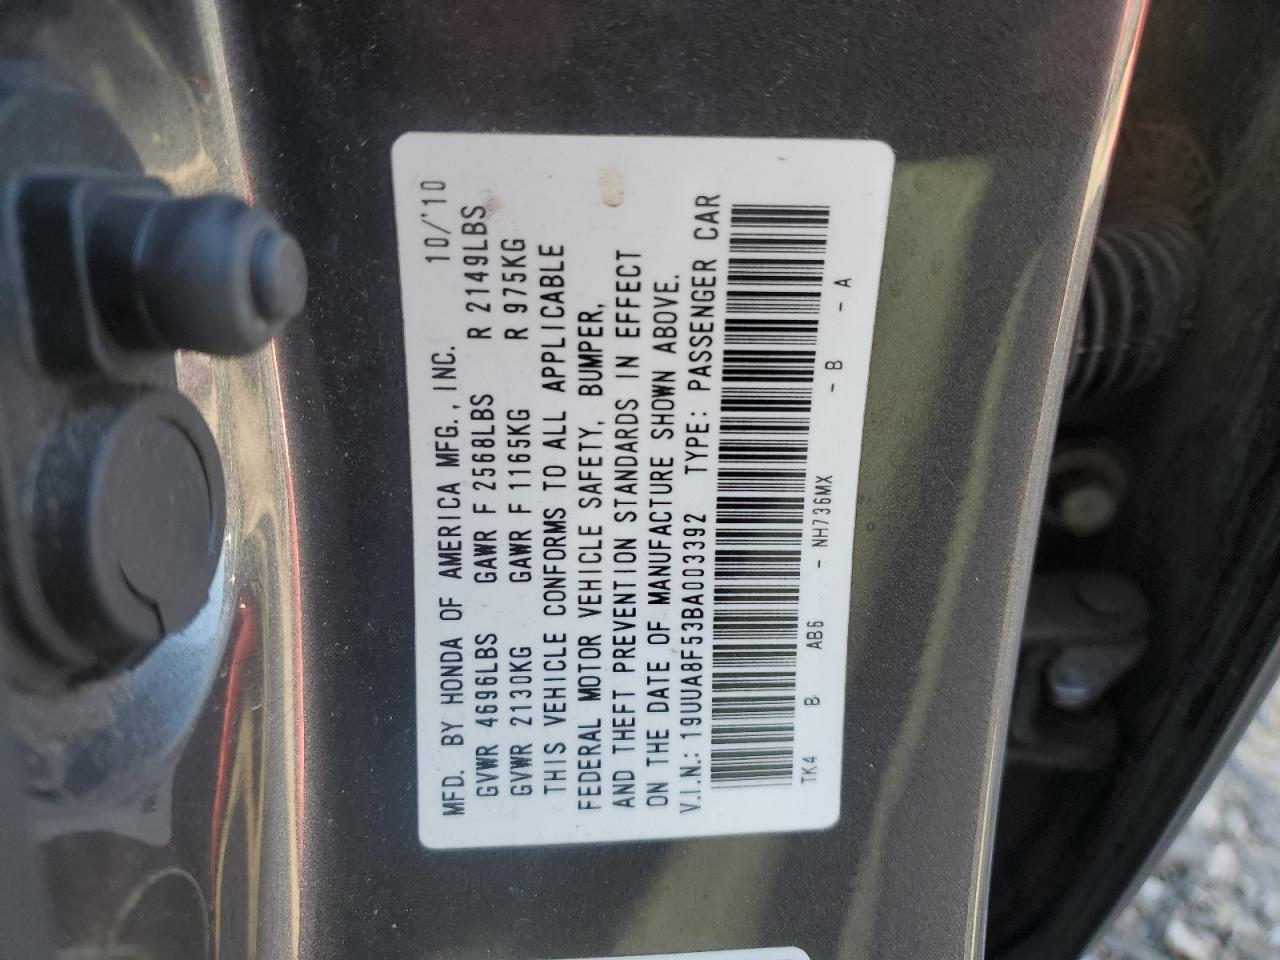 MFD. BY HONDA OF AMERICA MFG., INC. 10/'10
GVWR 4696LBS GAWR F 2568LBS R 2149LBS
GVWR 2130KG GAWR F 1165KG R 975KG
THIS VEHICLE CONFORMS TO ALL APPLICABLE
FEDERAL MOTOR VEHICLE SAFETY, BUMPER,
AND THEFT PREVENTION STANDARDS IN EFFECT
ON THE DATE OF MANUFACTURE SHOWN ABOVE.
V.I.N.: 19UUA8F53BA003392 TYPE: PASSENGER CAR
TK4 B AB6 - NH736MX - B - A